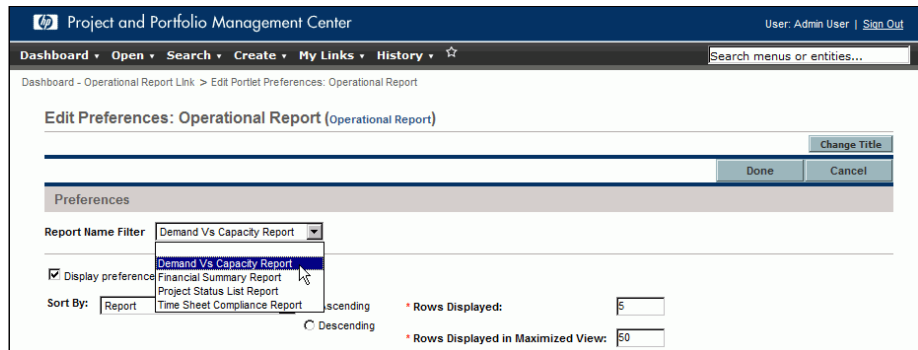 hp Project and Portfolio Management Center User: Admin User | Sign Out
Dashboard Open Search Create My Links History Search menus or entities...
Dashboard - Operational Report LInk > Edit Portlet Preferences: Operational Report
Edit Preferences: Operational Report (Operational Report)
Change Title
Done Cancel
Preferences
Report Name Filter Demand Vs Capacity Report
Demand Vs Capacity Report
Display preference Financial Summary Report
Project Status List Report
Sort By: Report Time Sheet Compliance Report scending * Rows Displayed: 5
Descending
* Rows Displayed in Maximized View: 50